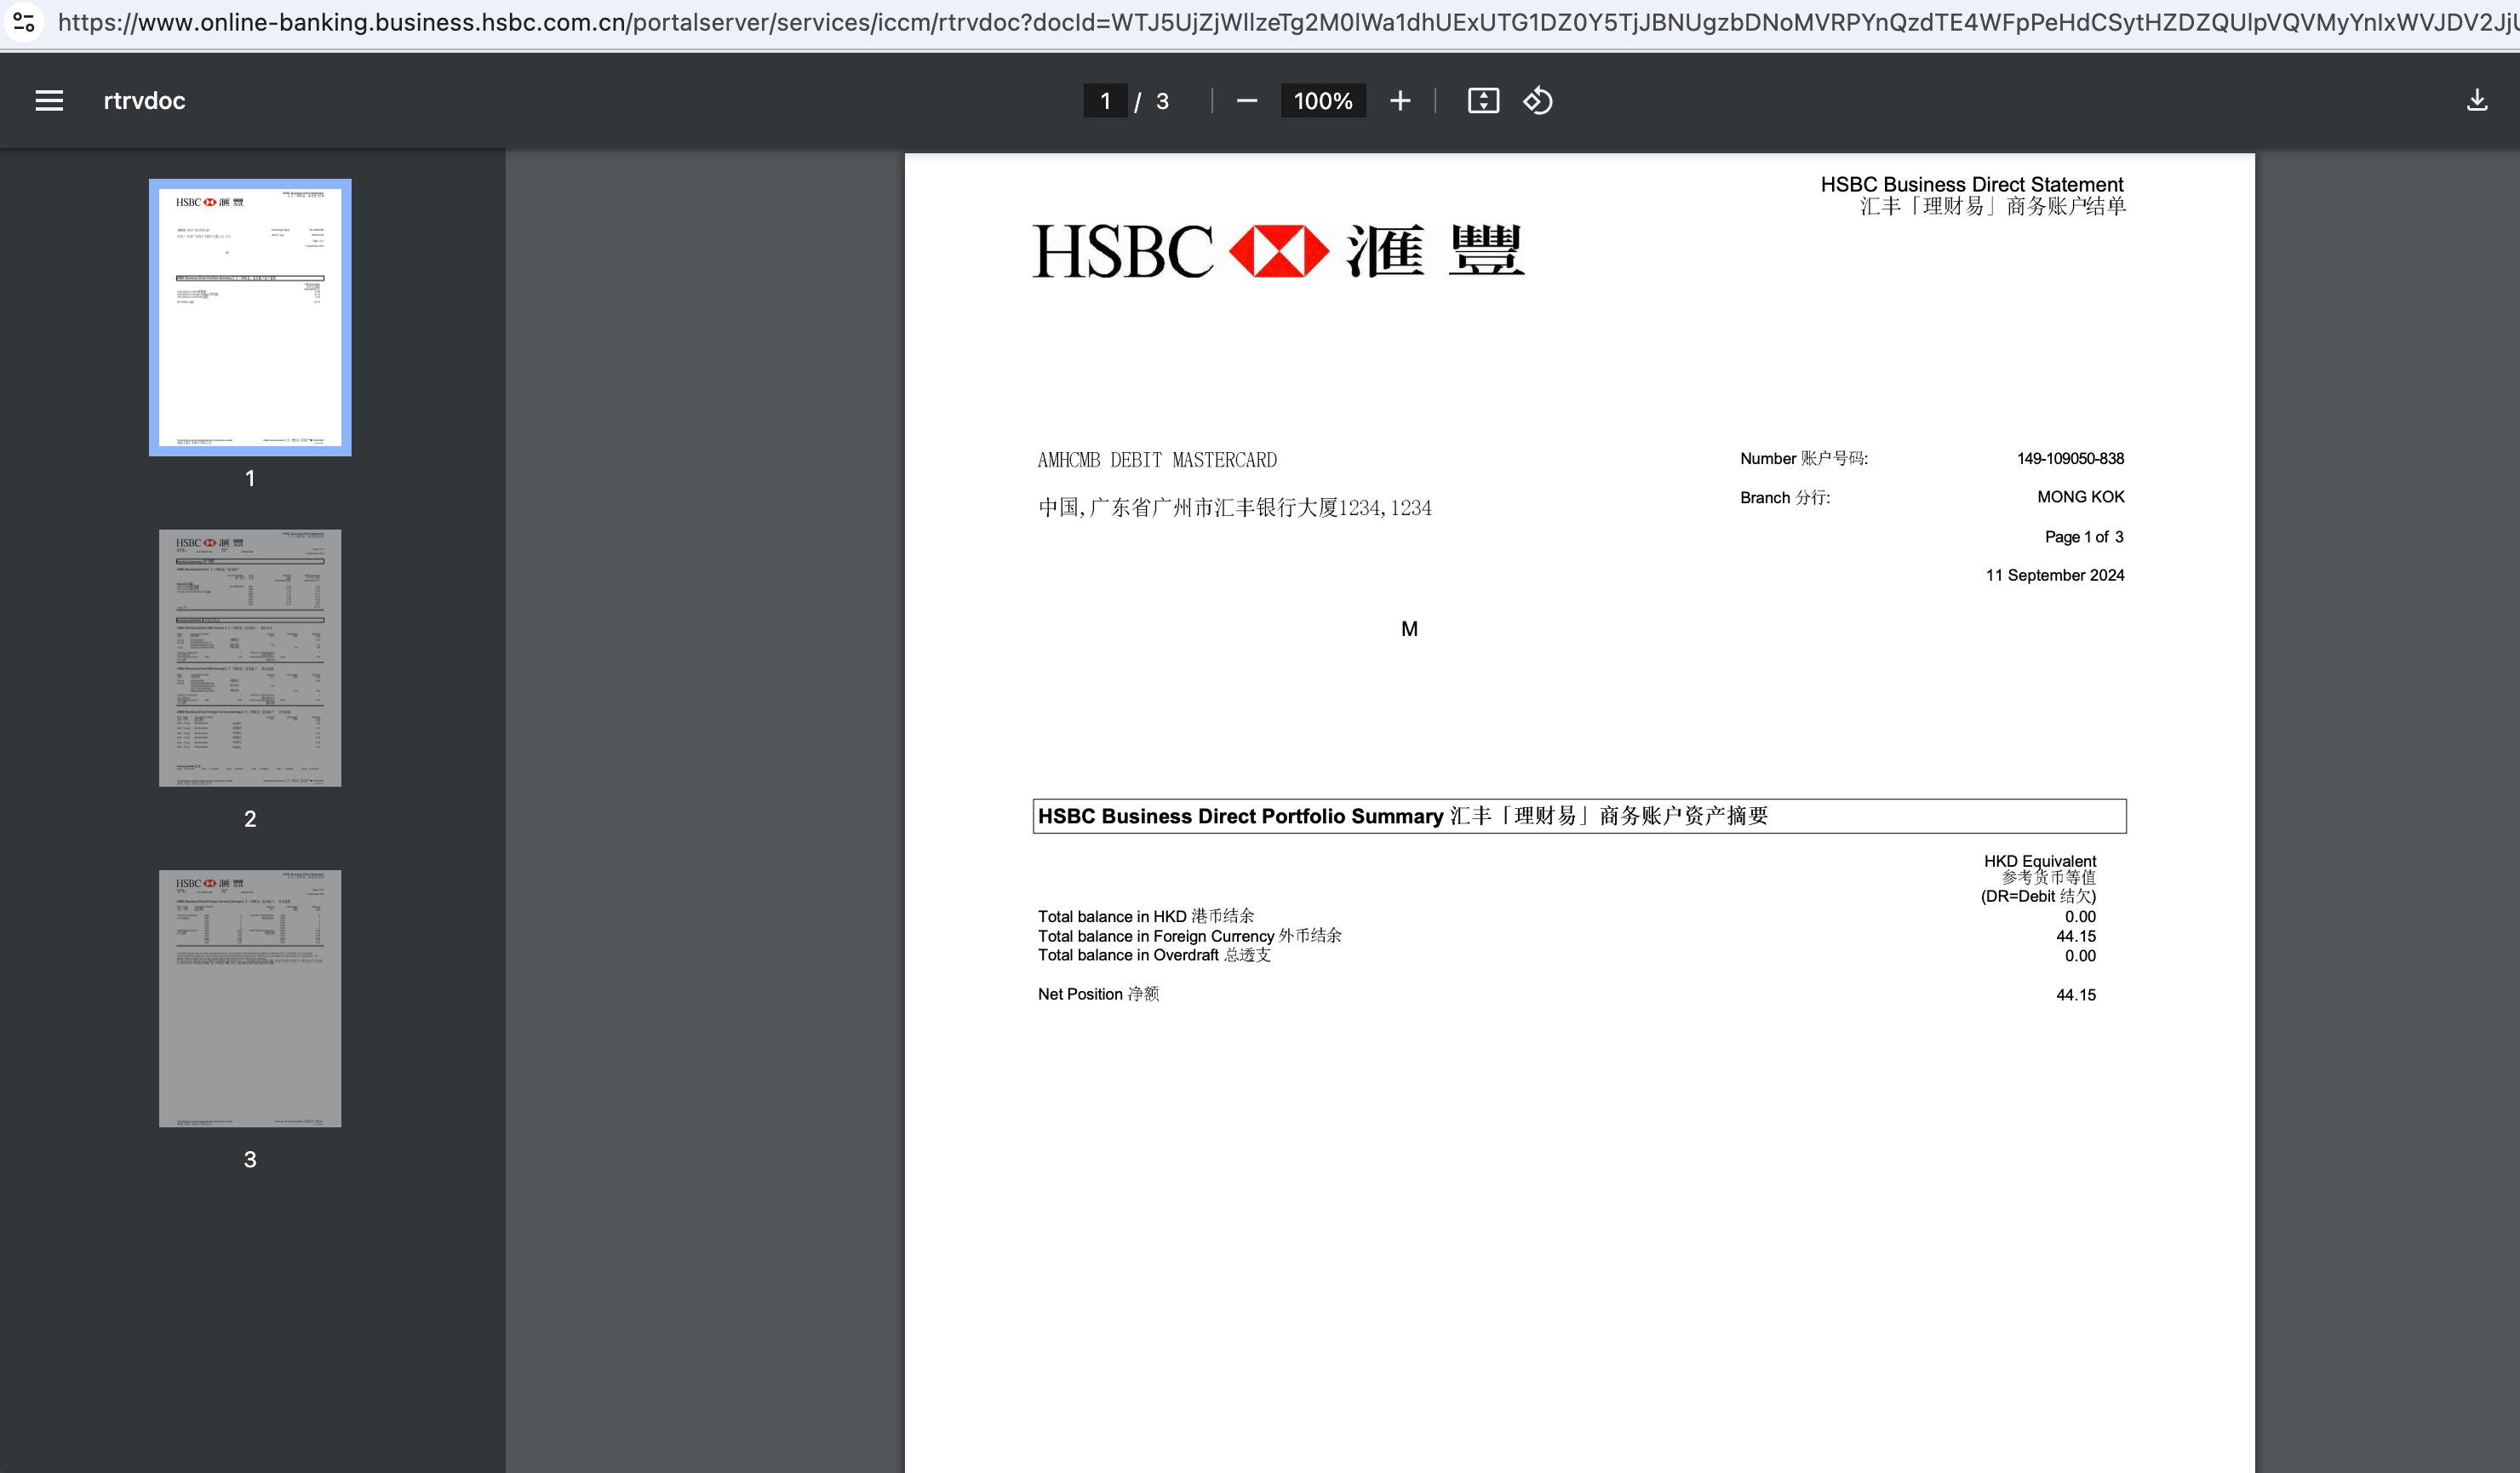 https://www.online-banking.business.hsbc.com.cn/portalserver/services/iccm/rtrvdoc?docId=
rtrvdoc
1 / 3
100%
1
2
3
HSBC Business Direct Statement
汇丰「理财易」商务账户结单
HSBC 滙 豐
AMHCMB DEBIT MASTERCARD
中国,广东省广州市汇丰银行大厦1234,1234
Number 账户号码: 149-109050-838
Branch 分行: MONG KOK
Page 1 of 3
11 September 2024
M
HSBC Business Direct Portfolio Summary 汇丰「理财易」商务账户资产摘要
HKD Equivalent
参考货币等值
(DR=Debit 结欠)
Total balance in HKD 港币结余 0.00
Total balance in Foreign Currency 外币结余 44.15
Total balance in Overdraft 总透支 0.00
Net Position 净额 44.15